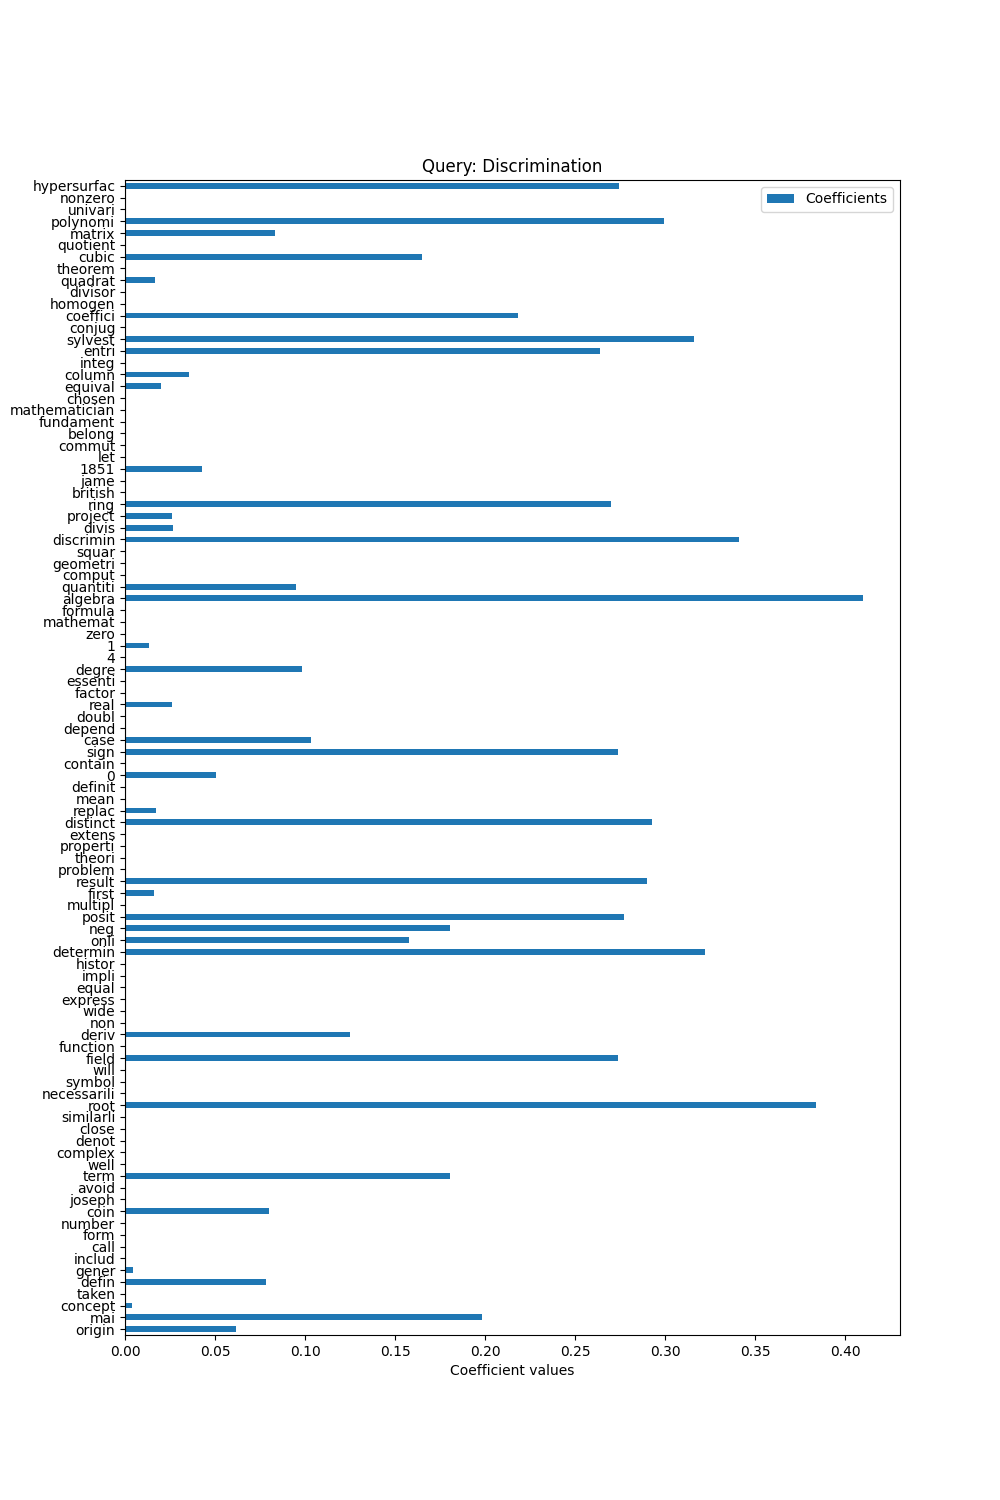 Query: Discrimination
Coefficients
hypersurfac
nonzero
univari
polynomi
matrix
quotient
cubic
theorem
quadrat
divisor
homogen
coeffici
conjug
sylvest
entri
integ
column
equival
chosen
mathematician
fundament
belong
commut
let
1851
jame
british
ring
project
divis
discrimin
squar
geometri
comput
quantiti
algebra
formula
mathemat
zero
1
4
degre
essenti
factor
real
doubl
depend
case
sign
contain
0
definit
mean
replac
distinct
extens
properti
theori
problem
result
first
multipl
posit
neg
onli
determin
histor
impli
equal
express
wide
non
deriv
function
field
will
symbol
necessarili
root
similarli
close
denot
complex
well
term
avoid
joseph
coin
number
form
call
includ
gener
defin
taken
concept
mai
origin
0.00 0.05 0.10 0.15 0.20 0.25 0.30 0.35 0.40
Coefficient values